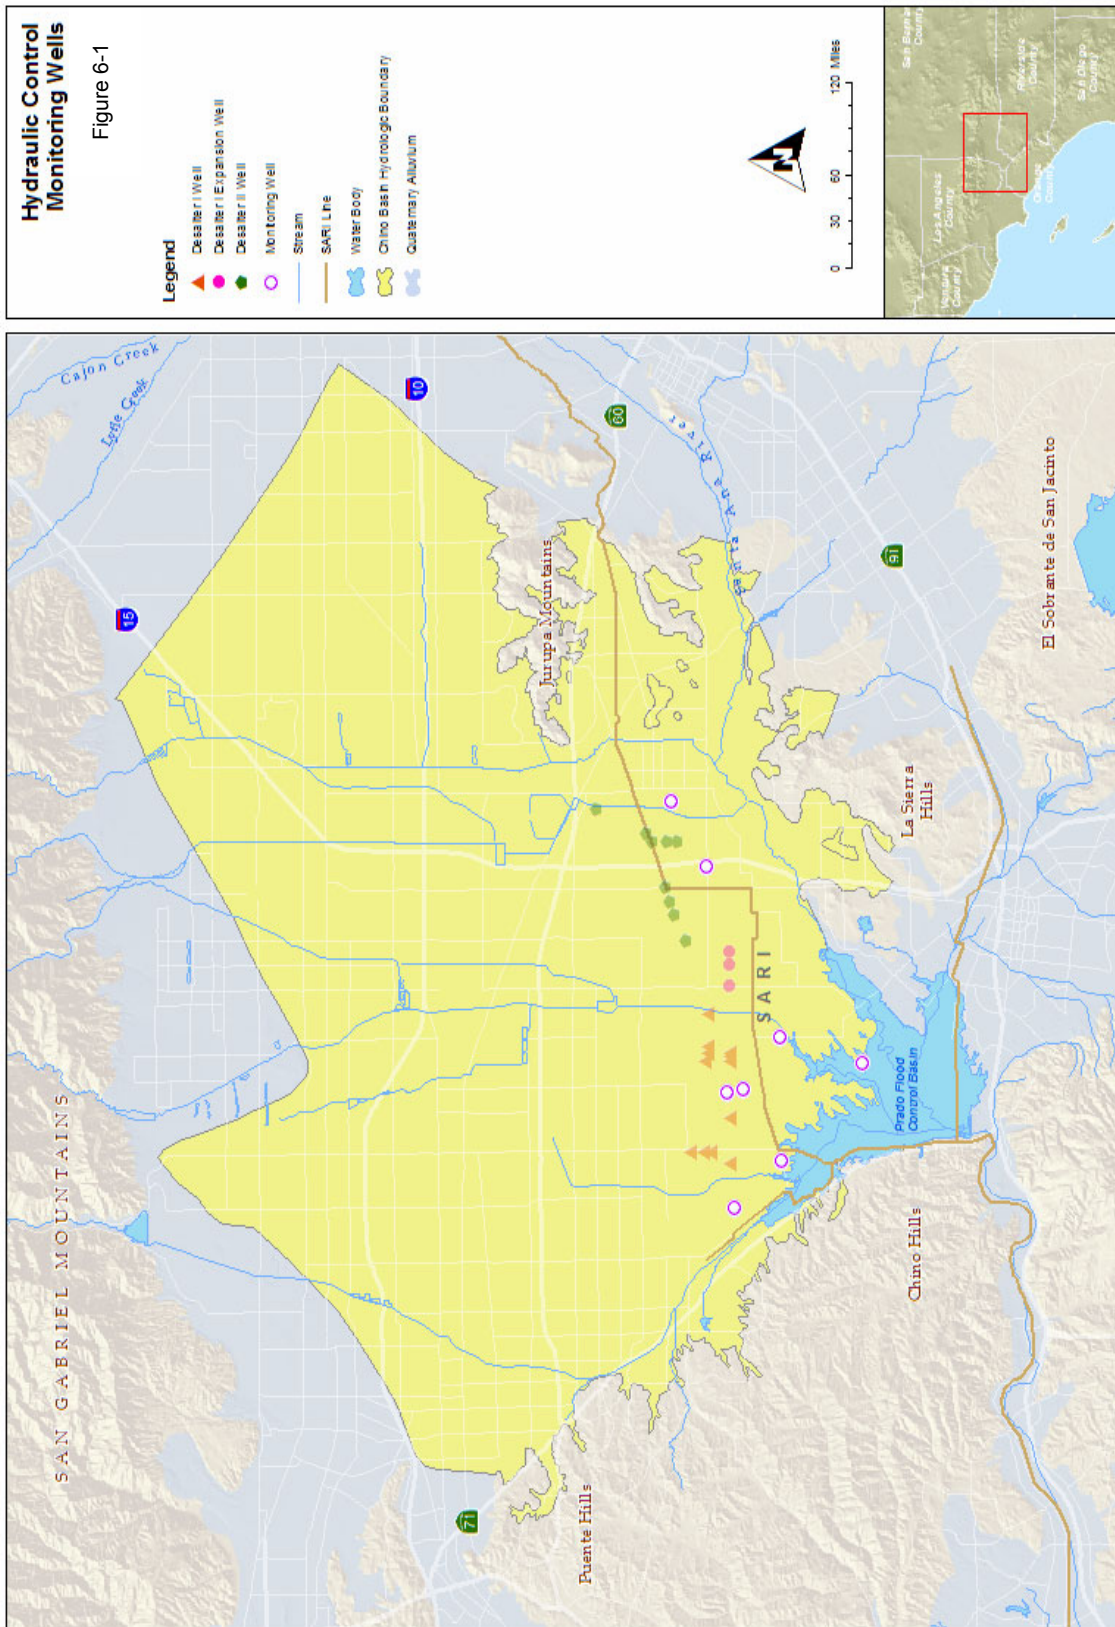 Hydraulic Control
Monitoring Wells
Figure 6-1
Legend
Desalter I Well
Desalter I Expansion Well
Desalter II Well
Monitoring Well
Stream
SARI Line
Water Body
Chino Basin Hydrologic Boundary
Quaternary Alluvium
0 30 60 120 Miles
N
San Bernar
County
Los Angeles
County
Ventura
County
Riverside
County
Orange
County
San Diego
County
SAN GABRIEL MOUNTAINS
Cajon Creek
Lytle Creek
15
10
60
91
71
Jurupa Mountains
Santa Ana River
SARI
La Sierra
Hills
El Sobrante de San Jacinto
Prado Flood
Control Basin
Chino Hills
Puente Hills